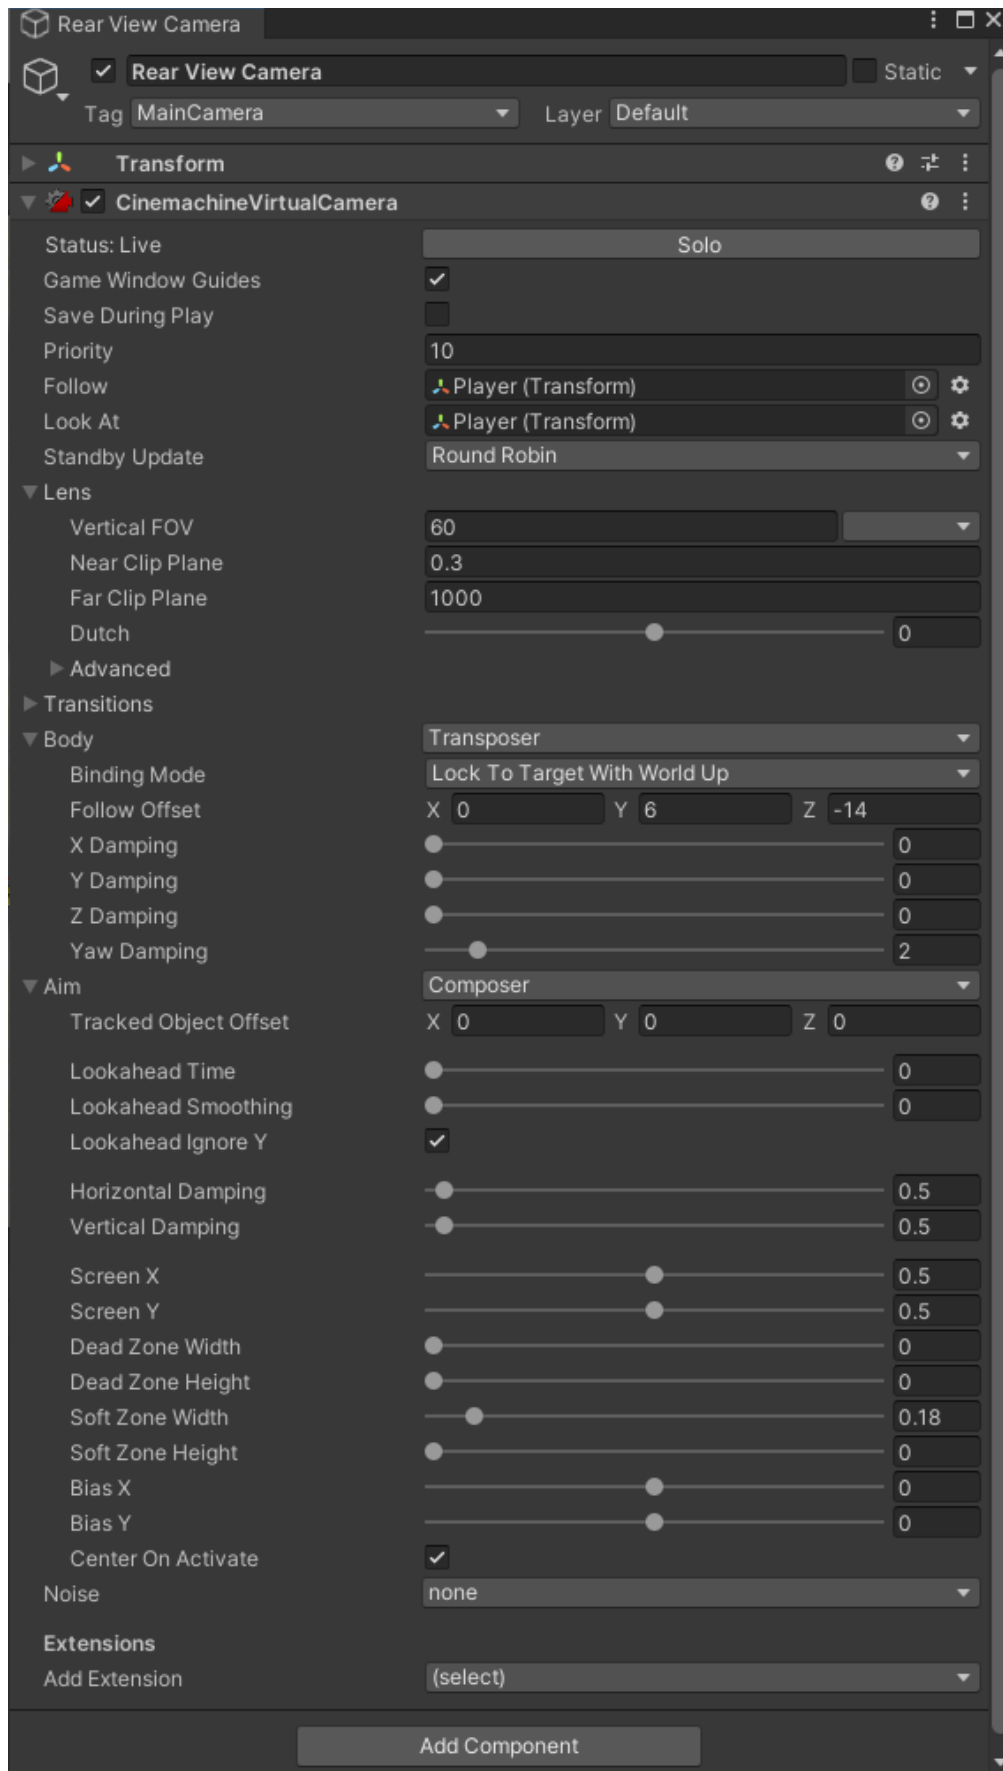 Rear View Camera
Rear View Camera Static
Tag MainCamera Layer Default
Transform
CinemachineVirtualCamera
Status: Live Solo
Game Window Guides
Save During Play
Priority 10
Follow Player (Transform)
Look At Player (Transform)
Standby Update Round Robin
Lens
Vertical FOV 60
Near Clip Plane 0.3
Far Clip Plane 1000
Dutch 0
Advanced
Transitions
Body Transposer
Binding Mode Lock To Target With World Up
Follow Offset X 0 Y 6 Z -14
X Damping 0
Y Damping 0
Z Damping 0
Yaw Damping 2
Aim Composer
Tracked Object Offset X 0 Y 0 Z 0
Lookahead Time 0
Lookahead Smoothing 0
Lookahead Ignore Y
Horizontal Damping 0.5
Vertical Damping 0.5
Screen X 0.5
Screen Y 0.5
Dead Zone Width 0
Dead Zone Height 0
Soft Zone Width 0.18
Soft Zone Height 0
Bias X 0
Bias Y 0
Center On Activate
Noise none
Extensions
Add Extension (select)
Add Component